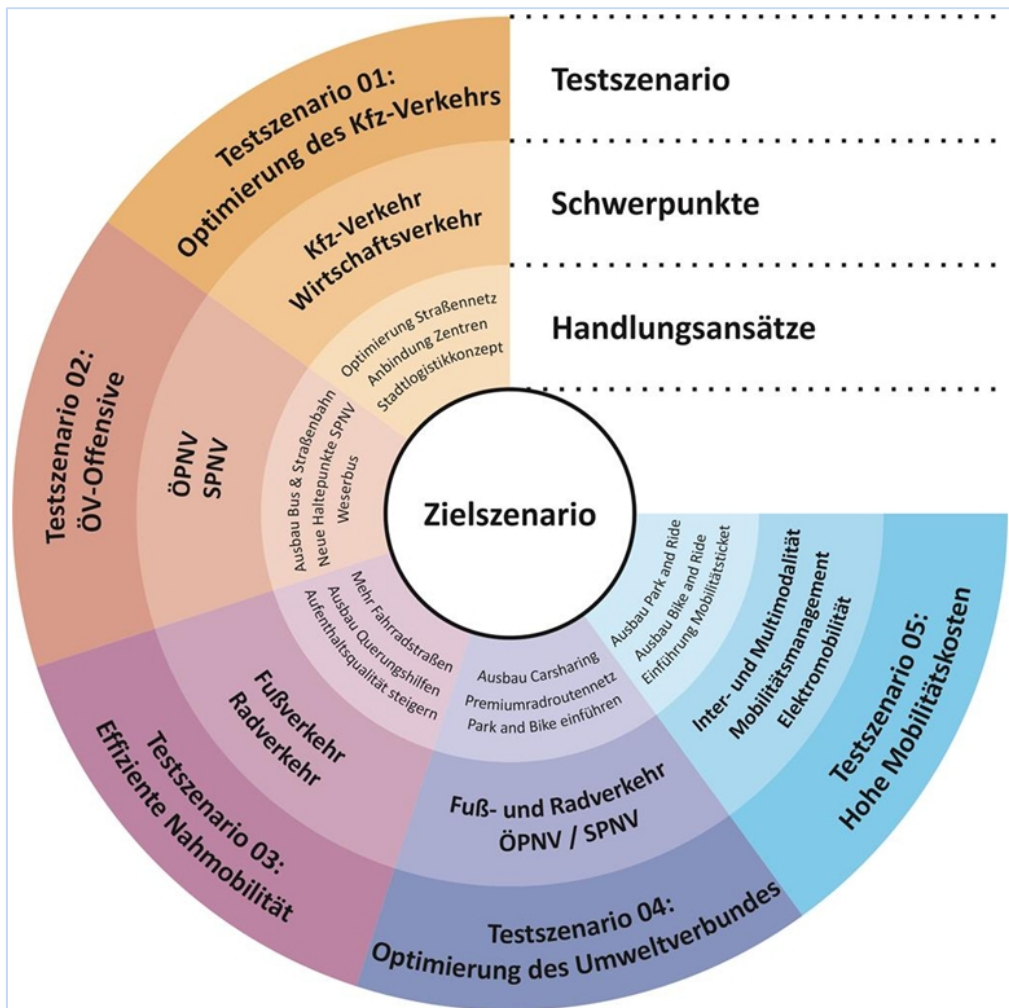 Testszenario
Schwerpunkte
Handlungsansätze
Zielszenario
Testszenario 01:
Optimierung des Kfz-Verkehrs
Kfz-Verkehr
Wirtschaftsverkehr
Optimierung Straßennetz
Anbindung Zentren
Stadtlogistikkonzept
Testszenario 02:
ÖV-Offensive
ÖPNV
SPNV
Ausbau Bus & Straßenbahn
Neue Haltepunkte SPNV
Weserbus
Testszenario 03:
Effiziente Nahmobilität
Fußverkehr
Radverkehr
Mehr Fahrradstraßen
Ausbau Querungshilfen
Aufenthaltsqualität steigern
Testszenario 04:
Optimierung des Umweltverbundes
Fuß- und Radverkehr
ÖPNV / SPNV
Ausbau Carsharing
Premiumradroutennetz
Park and Bike einführen
Testszenario 05:
Hohe Mobilitätskosten
Inter- und Multimodalität
Mobilitätsmanagement
Elektromobilität
Ausbau Park and Ride
Ausbau Bike and Ride
Einführung Mobilitätsticket